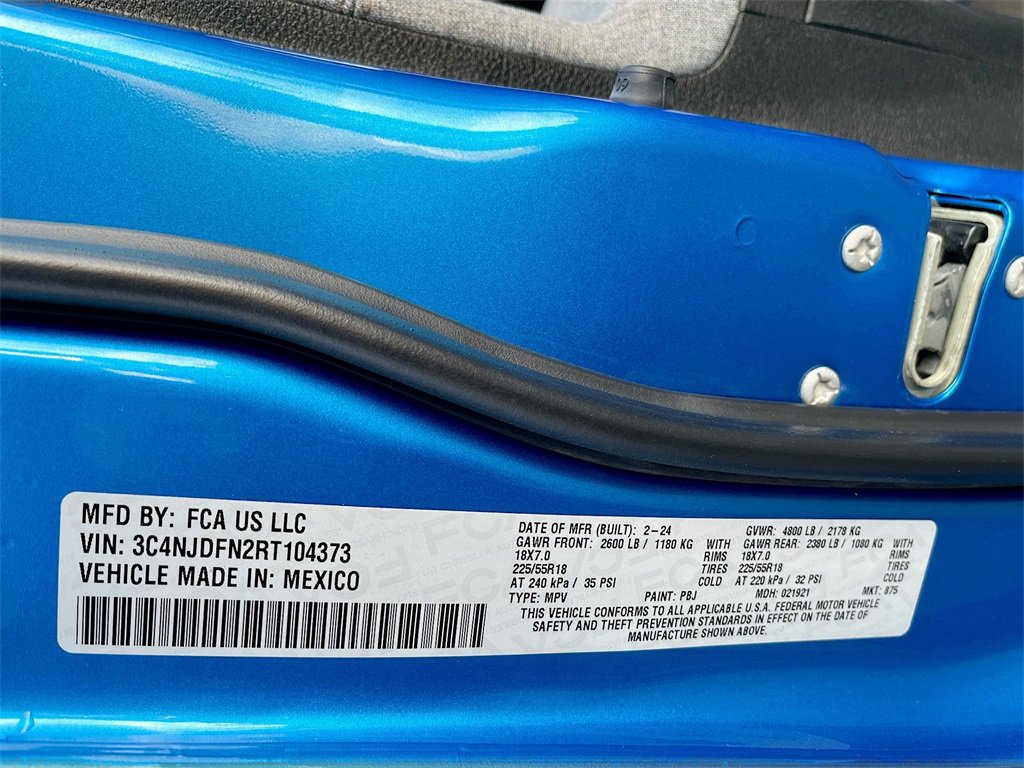 MFD BY: FCA US LLC
VIN: 3C4NJDFN2RT104373
VEHICLE MADE IN: MEXICO
DATE OF MFR (BUILT): 2-24 GVWR: 4800 LB / 2178 KG
GAWR FRONT: 2600 LB / 1180 KG WITH GAWR REAR: 2380 LB / 1080 KG WITH
18X7.0 RIMS 18X7.0 RIMS
225/55R18 TIRES 225/55R18 TIRES
AT 240 kPa / 35 PSI COLD AT 220 kPa / 32 PSI COLD
TYPE: MPV PAINT: PBJ MDH: 021921 MKT: 875
THIS VEHICLE CONFORMS TO ALL APPLICABLE U.S.A. FEDERAL MOTOR VEHICLE
SAFETY AND THEFT PREVENTION STANDARDS IN EFFECT ON THE DATE OF
MANUFACTURE SHOWN ABOVE.